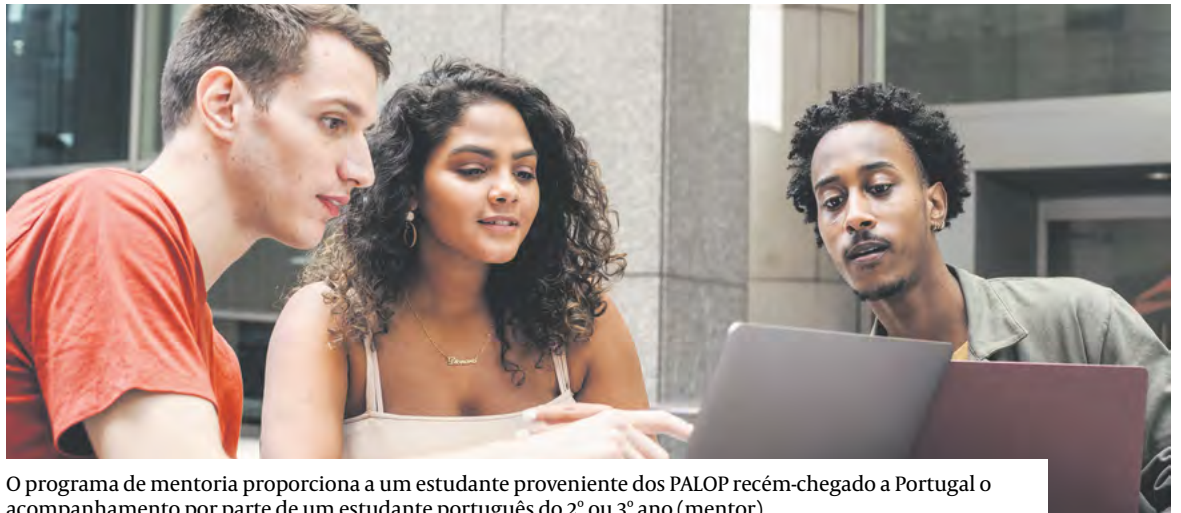 O programa de mentoria proporciona a um estudante proveniente dos PALOP recém-chegado a Portugal o
acompanhamento por parte de um estudante português do 2º ou 3º ano (mentor)